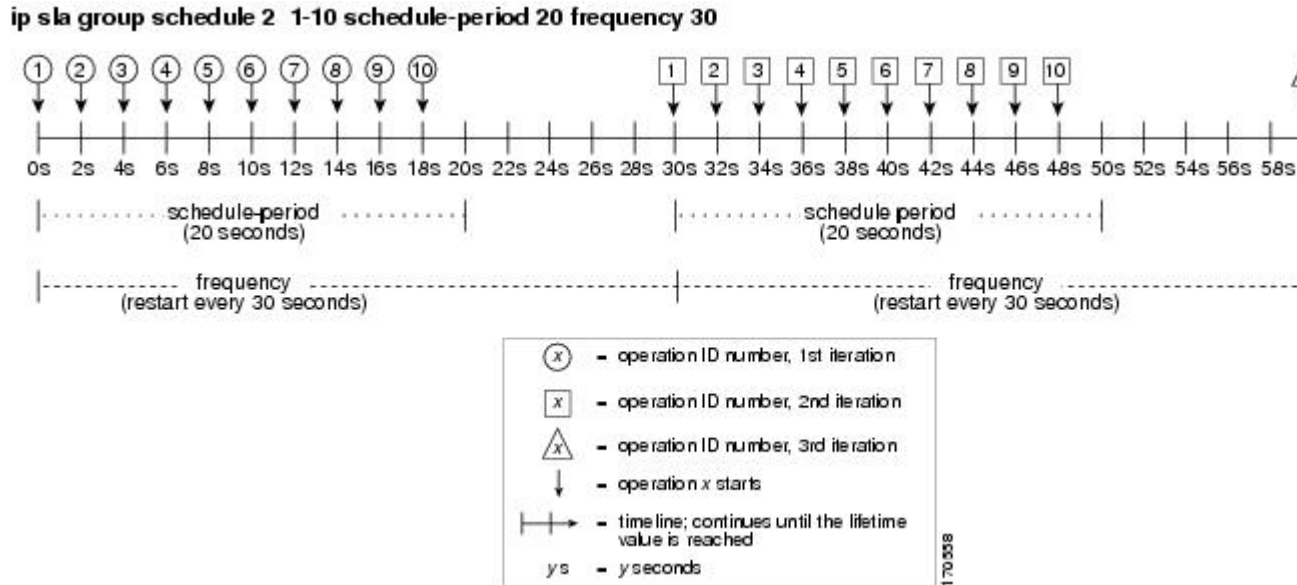 ip sla group schedule 2 1-10 schedule-period 20 frequency 30
1 2 3 4 5 6 7 8 9 10 1 2 3 4 5 6 7 8 9 10
0s 2s 4s 6s 8s 10s 12s 14s 16s 18s 20s 22s 24s 26s 28s 30s 32s 34s 36s 38s 40s 42s 44s 46s 48s 50s 52s 54s 56s 58s
schedule-period schedule period
(20 seconds) (20 seconds)
frequency frequency
(restart every 30 seconds) (restart every 30 seconds)
x = operation ID number, 1st iteration
x = operation ID number, 2nd iteration
x = operation ID number, 3rd iteration
= operation x starts
= timeline; continues until the lifetime
value is reached
y s = y seconds
170558